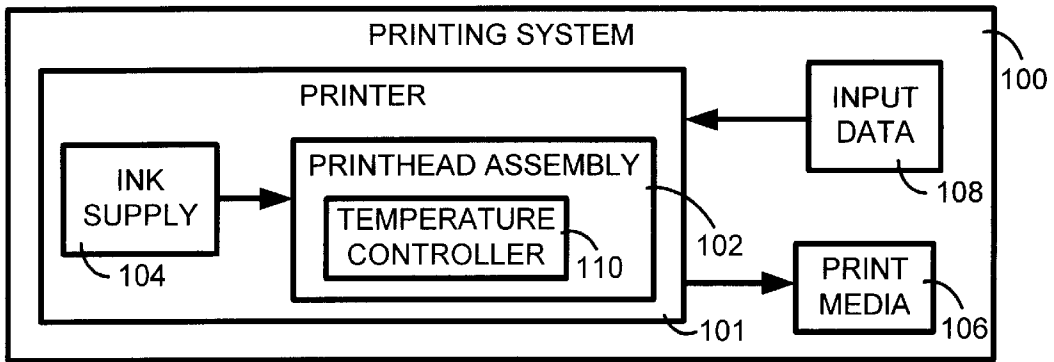 PRINTING SYSTEM
100
PRINTER
INPUT
DATA
108
INK
SUPPLY
104
PRINTHEAD ASSEMBLY
102
TEMPERATURE
CONTROLLER
110
PRINT
MEDIA
106
101